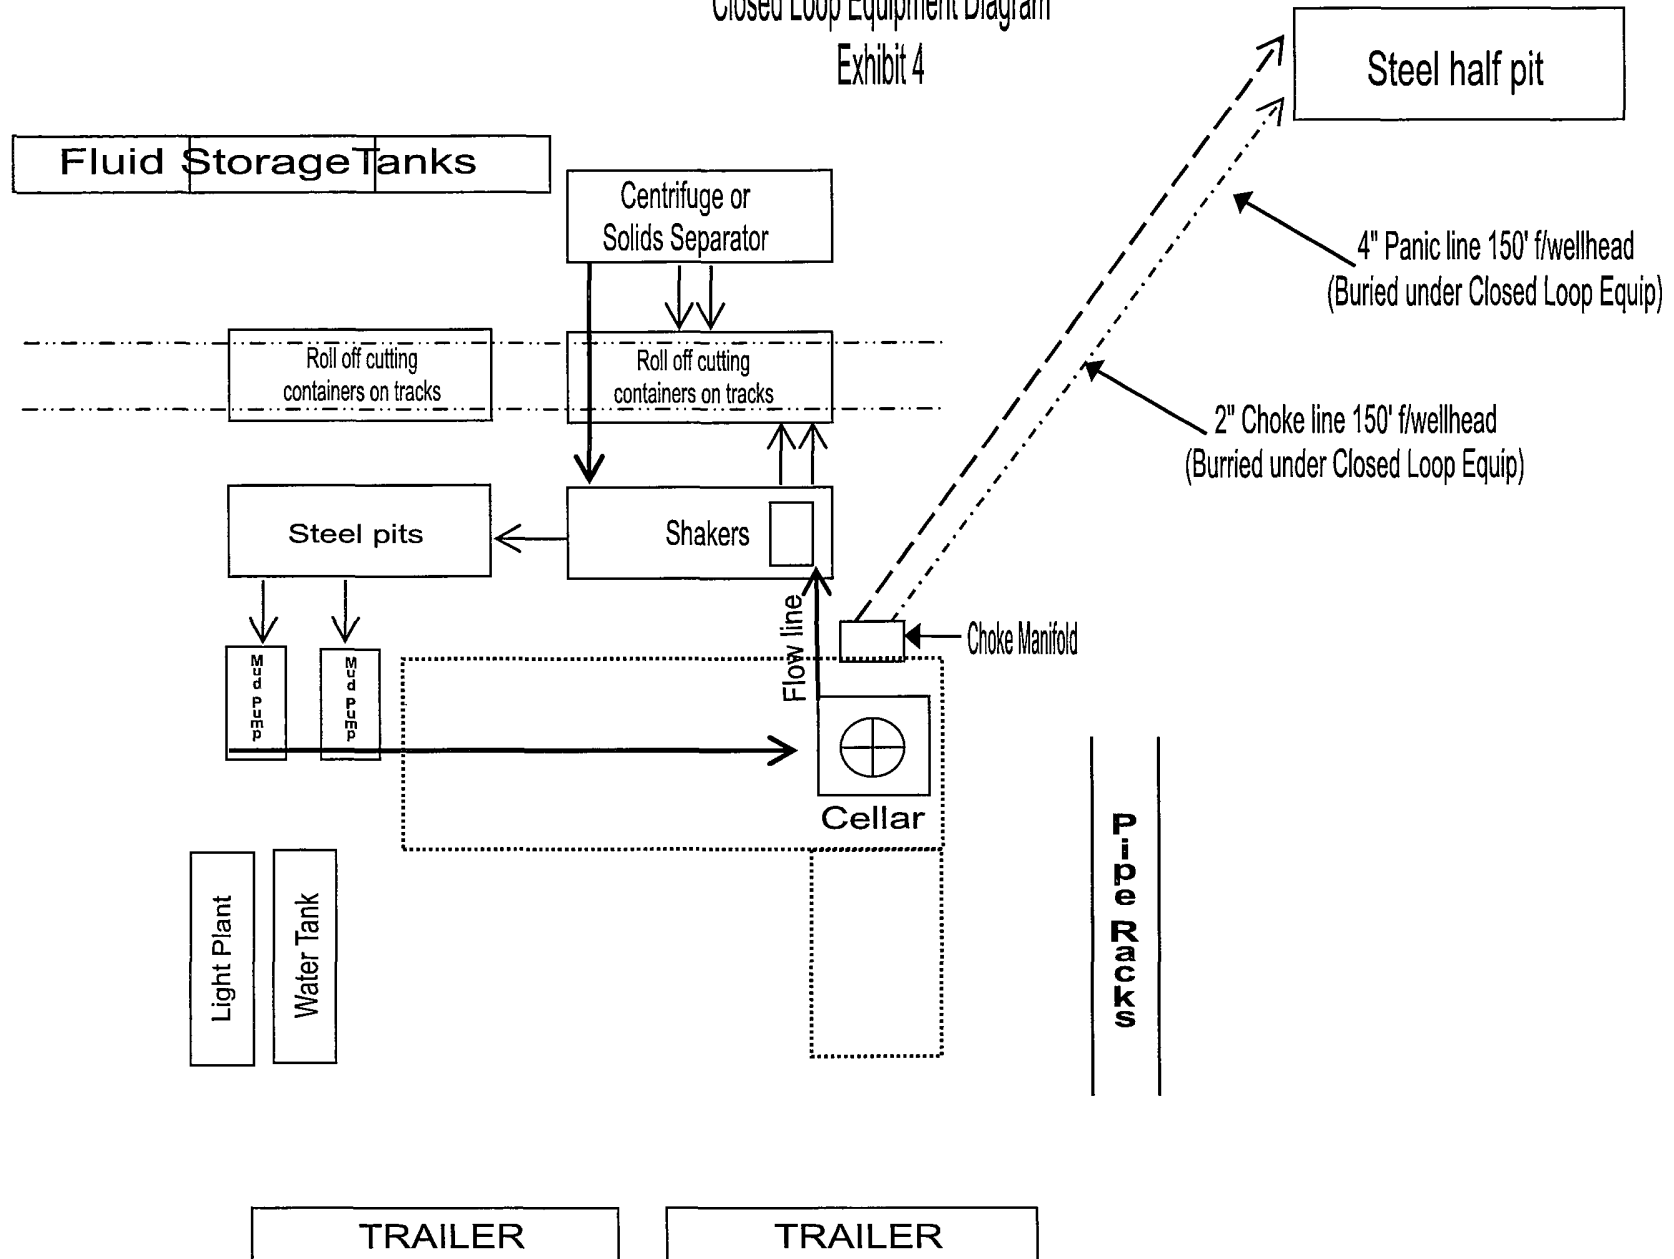 Closed Loop Equipment Diagram
Exhibit 4
Steel half pit
Fluid Storage Tanks
Centrifuge or
Solids Separator
4" Panic line 150' f/wellhead
(Buried under Closed Loop Equip)
Roll off cutting
containers on tracks
Roll off cutting
containers on tracks
2" Choke line 150' f/wellhead
(Burried under Closed Loop Equip)
Steel pits
Shakers
Flow line
Choke Manifold
Mud Pump
Mud Pump
Cellar
Pipe Racks
Light Plant
Water Tank
TRAILER
TRAILER